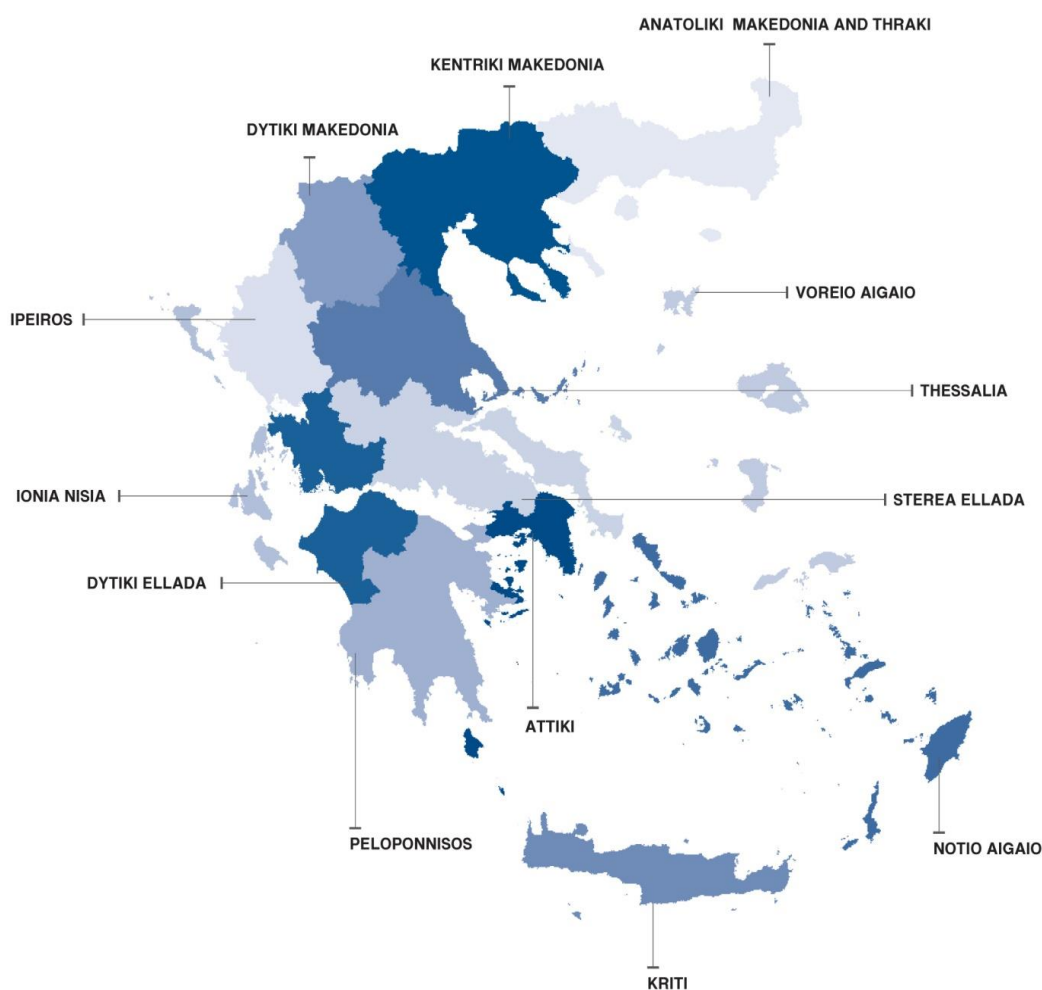 ANATOLIKI MAKEDONIA AND THRAKI
KENTRIKI MAKEDONIA
DYTIKI MAKEDONIA
VOREIO AIGAIO
IPEIROS
THESSALIA
IONIA NISIA
STEREA ELLADA
DYTIKI ELLADA
ATTIKI
PELOPONNISOS
NOTIO AIGAIO
KRITI